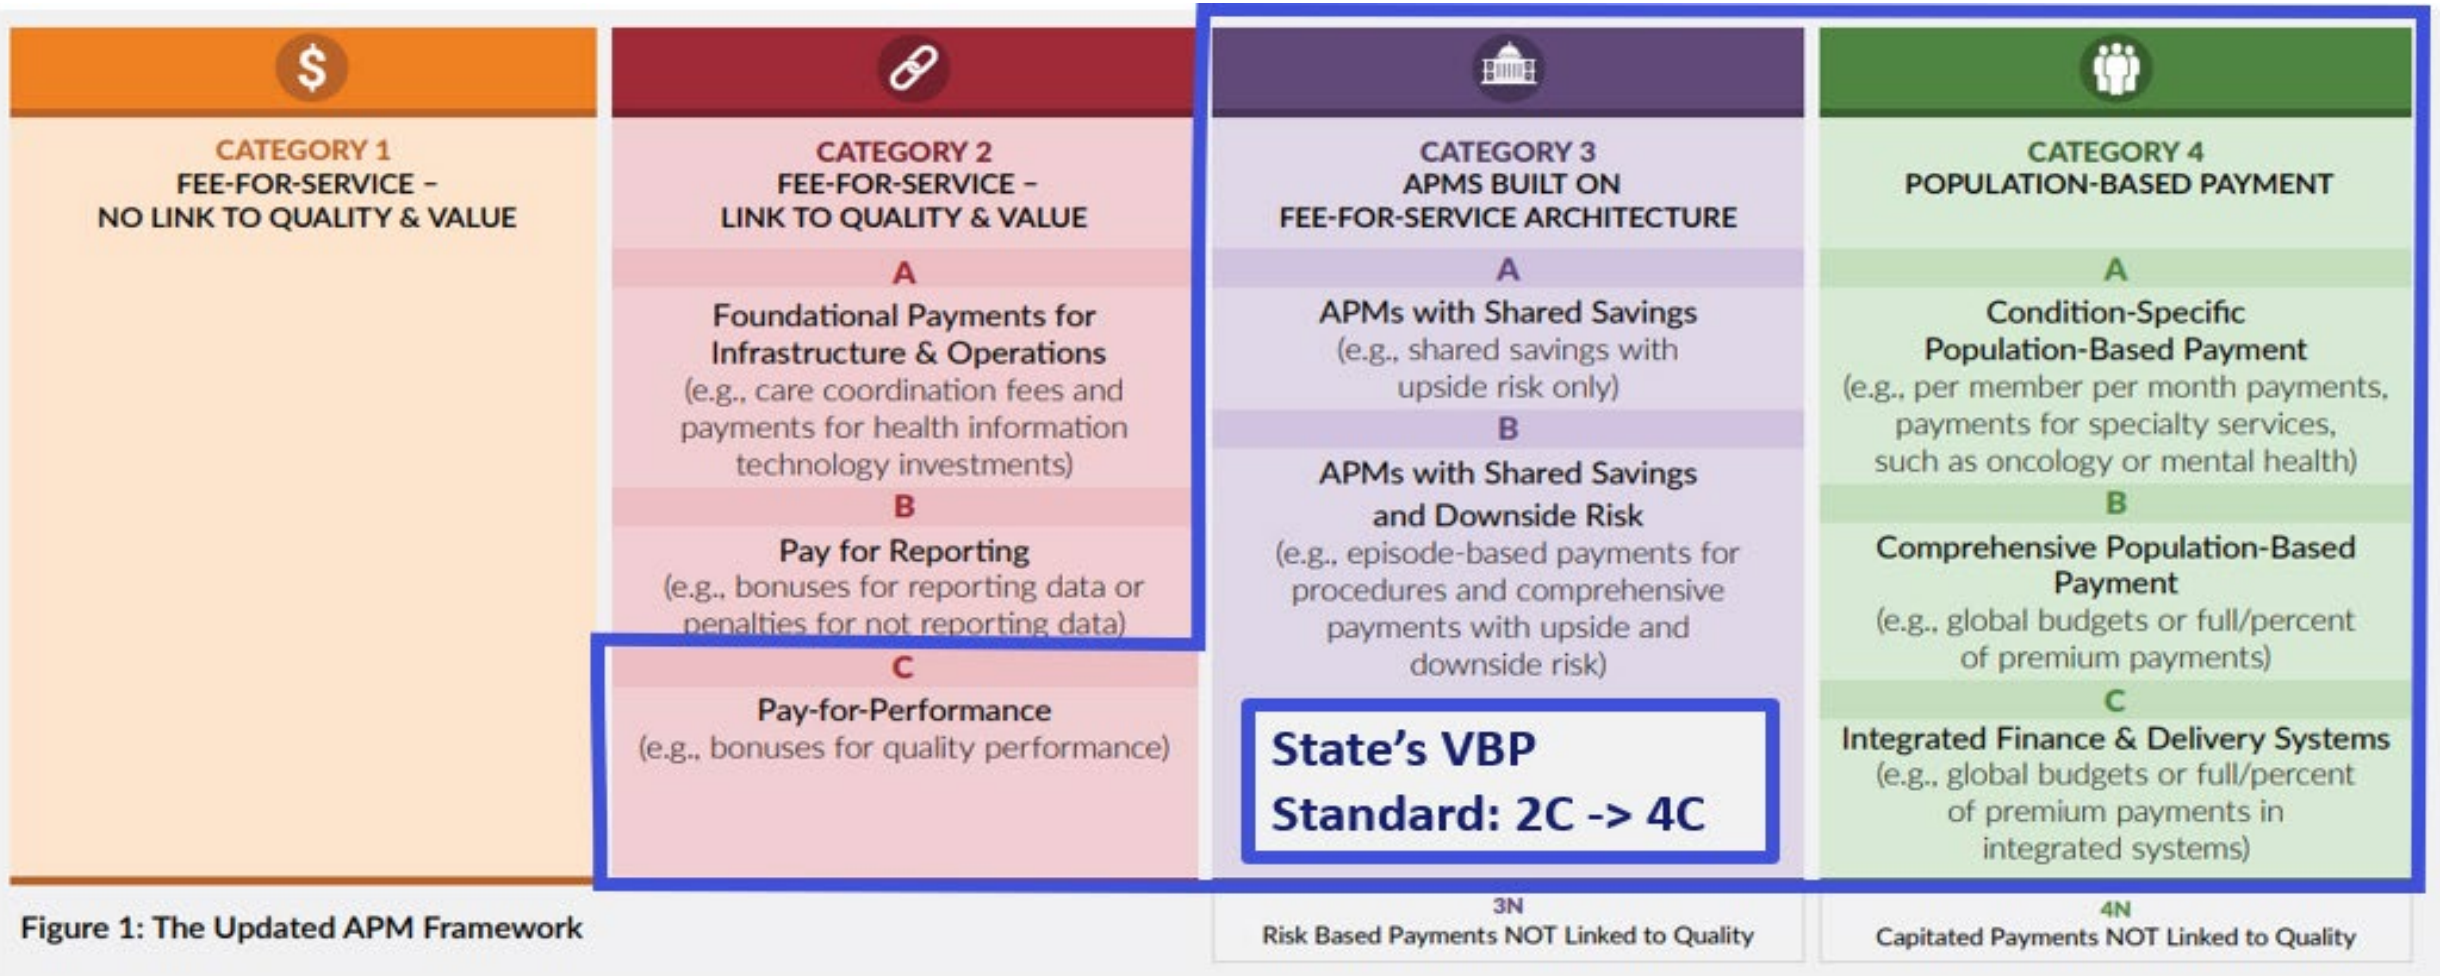 $
CATEGORY 1
FEE-FOR-SERVICE –
NO LINK TO QUALITY & VALUE
CATEGORY 2
FEE-FOR-SERVICE –
LINK TO QUALITY & VALUE
A
Foundational Payments for
Infrastructure & Operations
(e.g., care coordination fees and
payments for health information
technology investments)
B
Pay for Reporting
(e.g., bonuses for reporting data or
penalties for not reporting data)
C
Pay-for-Performance
(e.g., bonuses for quality performance)
CATEGORY 3
APMS BUILT ON
FEE-FOR-SERVICE ARCHITECTURE
A
APMs with Shared Savings
(e.g., shared savings with
upside risk only)
B
APMs with Shared Savings
and Downside Risk
(e.g., episode-based payments for
procedures and comprehensive
payments with upside and
downside risk)
State's VBP
Standard: 2C -> 4C
3N
Risk Based Payments NOT Linked to Quality
CATEGORY 4
POPULATION-BASED PAYMENT
A
Condition-Specific
Population-Based Payment
(e.g., per member per month payments,
payments for specialty services,
such as oncology or mental health)
B
Comprehensive Population-Based
Payment
(e.g., global budgets or full/percent
of premium payments)
C
Integrated Finance & Delivery Systems
(e.g., global budgets or full/percent
of premium payments in
integrated systems)
4N
Capitated Payments NOT Linked to Quality
Figure 1: The Updated APM Framework